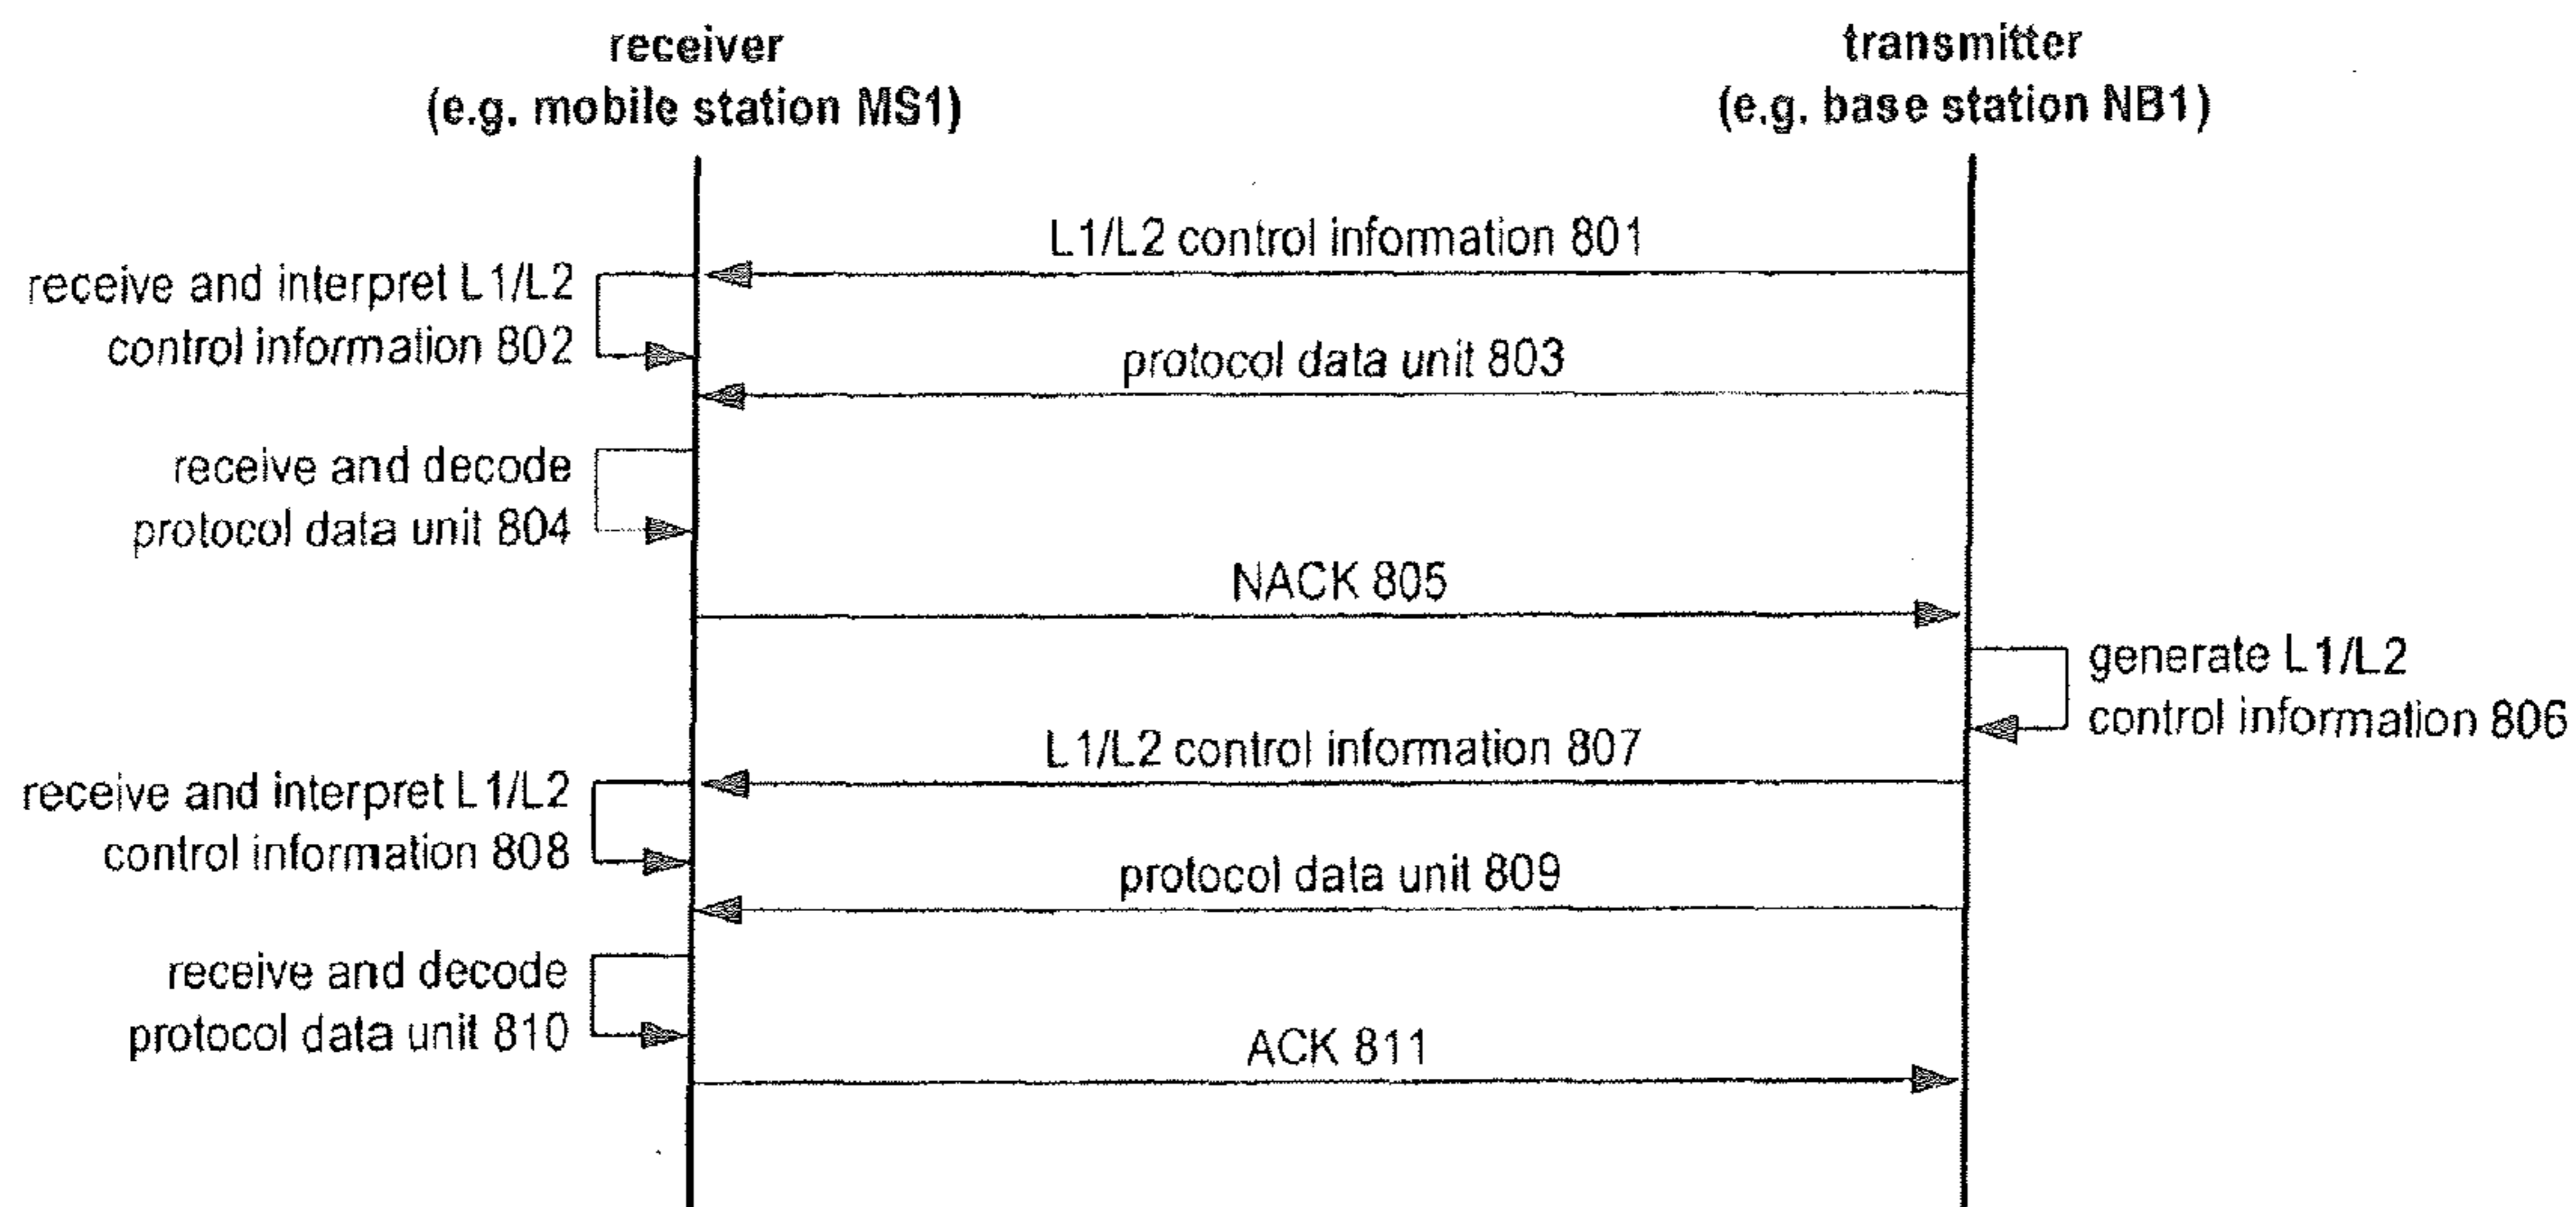 receiver
(e.g. mobile station MS1)
transmitter
(e.g. base station NB1)
L1/L2 control information 801
receive and interpret L1/L2
control information 802
protocol data unit 803
receive and decode
protocol data unit 804
NACK 805
generate L1/L2
control information 806
L1/L2 control information 807
receive and interpret L1/L2
control information 808
protocol data unit 809
receive and decode
protocol data unit 810
ACK 811